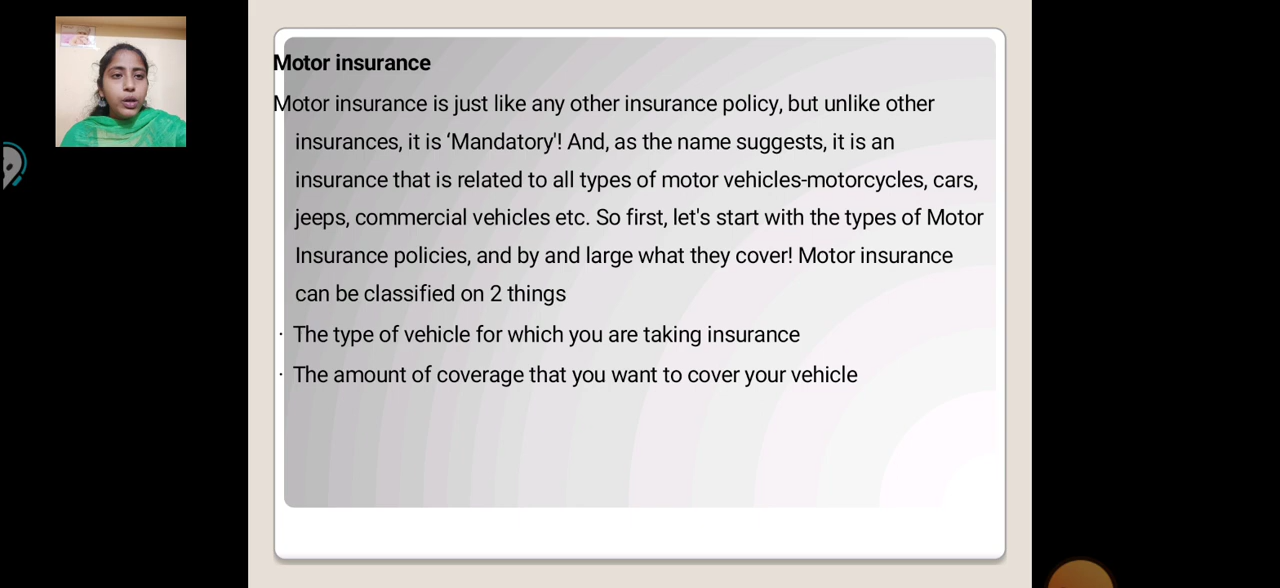 Motor insurance
Motor insurance is just like any other insurance policy, but unlike other
insurances, it is ‘Mandatory'! And, as the name suggests, it is an
insurance that is related to all types of motor vehicles-motorcycles, cars,
jeeps, commercial vehicles etc. So first, let's start with the types of Motor
Insurance policies, and by and large what they cover! Motor insurance
can be classified on 2 things
· The type of vehicle for which you are taking insurance
· The amount of coverage that you want to cover your vehicle